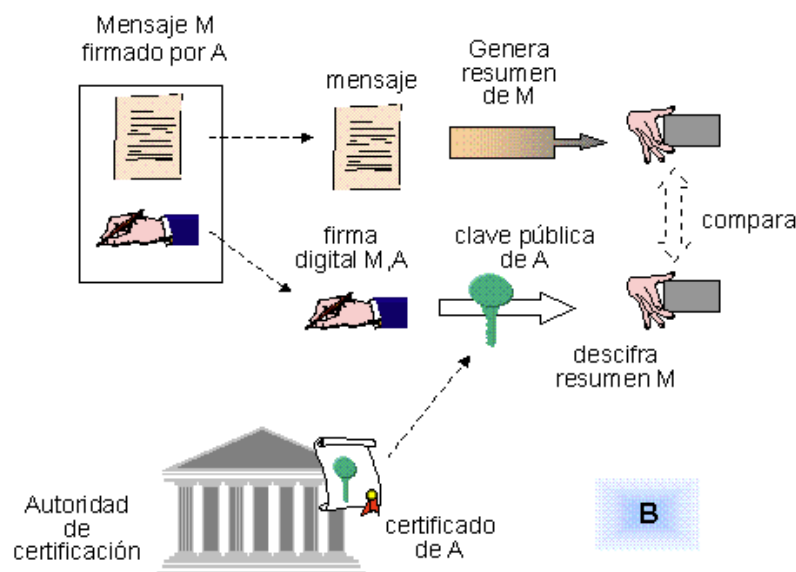 Mensaje M
firmado por A
mensaje
Genera
resumen
de M
compara
firma
digital M,A
clave pública
de A
descifra
resumen M
Autoridad
de
certificación
certificado
de A
B